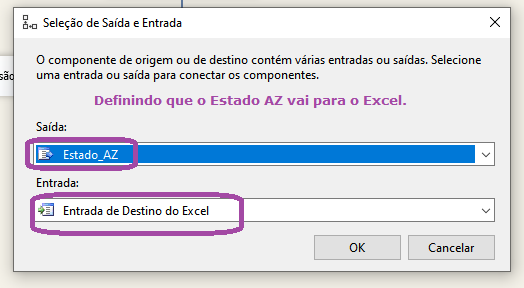 Seleção de Saída e Entrada
são
O componente de origem ou de destino contém várias entradas ou saídas. Selecione
uma entrada ou saída para conectar os componentes.
Definindo que o Estado AZ vai para o Excel.
Saída:
Estado_AZ
Entrada:
Entrada de Destino do Excel
OK
Cancelar